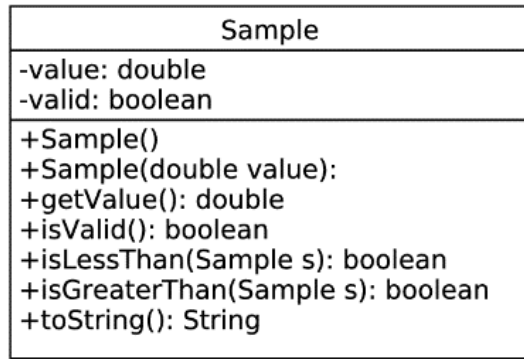 Sample
-value: double
-valid: boolean
+Sample()
+Sample(double value):
+getValue(): double
+isValid(): boolean
+isLessThan(Sample s): boolean
+isGreaterThan(Sample s): boolean
+toString(): String